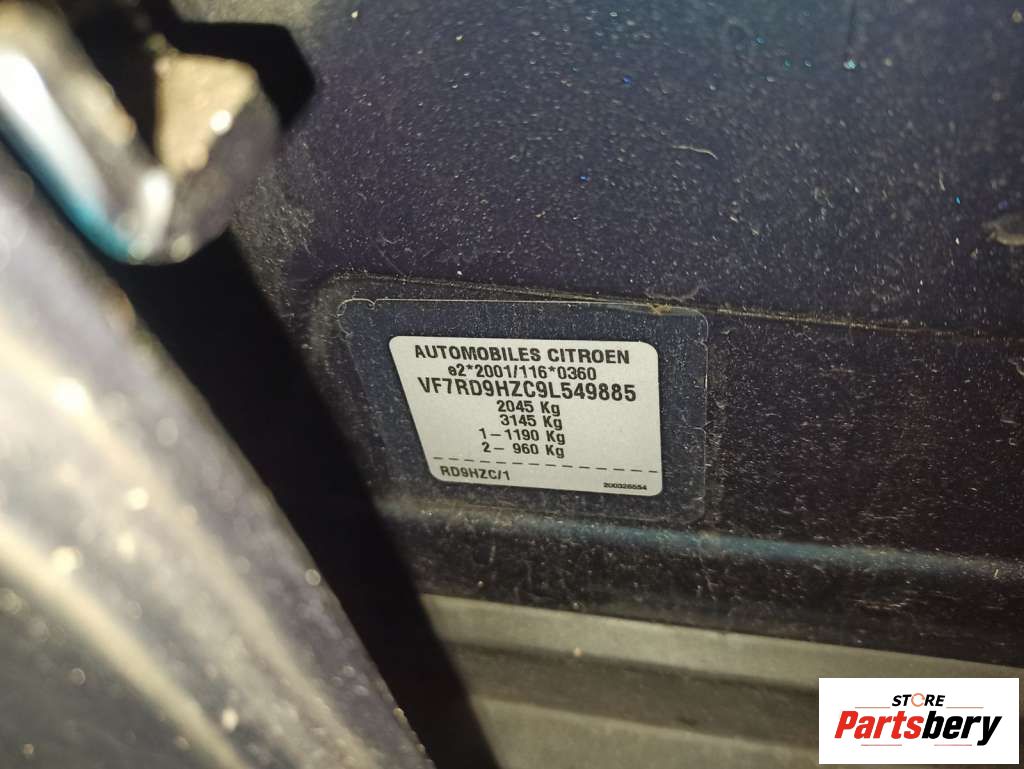 AUTOMOBILES CITROEN
e2*2001/116*0360
VF7RD9HZC9L549885
2045 Kg
3145 Kg
1- 1190 Kg
2- 960 Kg
RD9HZC/1
200326554
STORE
Partsbery